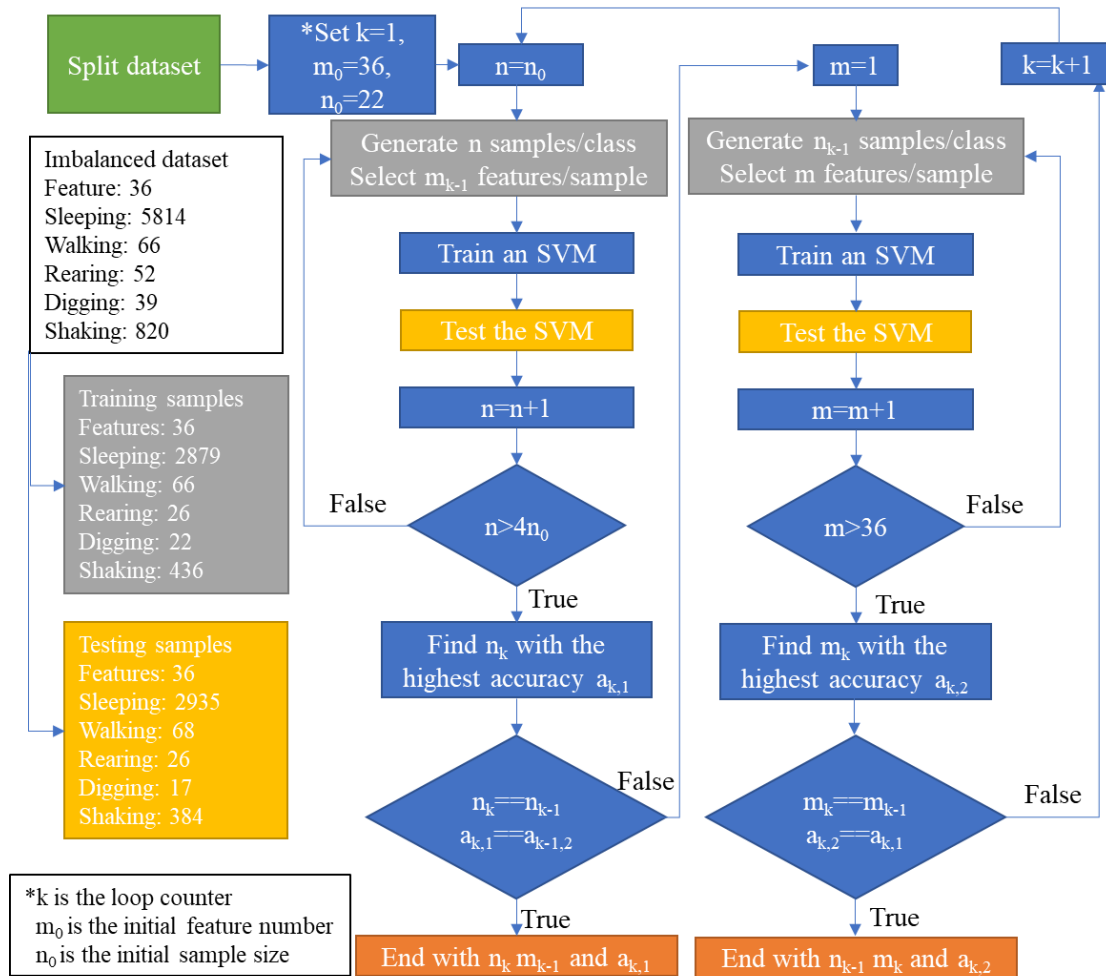 Split dataset
*Set k=1,
m₀=36,
n₀=22
n=n₀
m=1
k=k+1
Imbalanced dataset
Feature: 36
Sleeping: 5814
Walking: 66
Rearing: 52
Digging: 39
Shaking: 820
Training samples
Features: 36
Sleeping: 2879
Walking: 66
Rearing: 26
Digging: 22
Shaking: 436
Testing samples
Features: 36
Sleeping: 2935
Walking: 68
Rearing: 26
Digging: 17
Shaking: 384
*k is the loop counter
m₀ is the initial feature number
n₀ is the initial sample size
Generate n samples/class
Select mₖ₋₁ features/sample
Train an SVM
Test the SVM
n=n+1
False
n>4n₀
True
Find nₖ with the
highest accuracy aₖ,₁
False
nₖ==nₖ₋₁
aₖ,₁==aₖ₋₁,₂
True
End with nₖ mₖ₋₁ and aₖ,₁
Generate nₖ₋₁ samples/class
Select m features/sample
Train an SVM
Test the SVM
m=m+1
m>36
False
True
Find mₖ with the
highest accuracy aₖ,₂
mₖ==mₖ₋₁
aₖ,₂==aₖ,₁
False
True
End with nₖ₋₁ mₖ and aₖ,₂